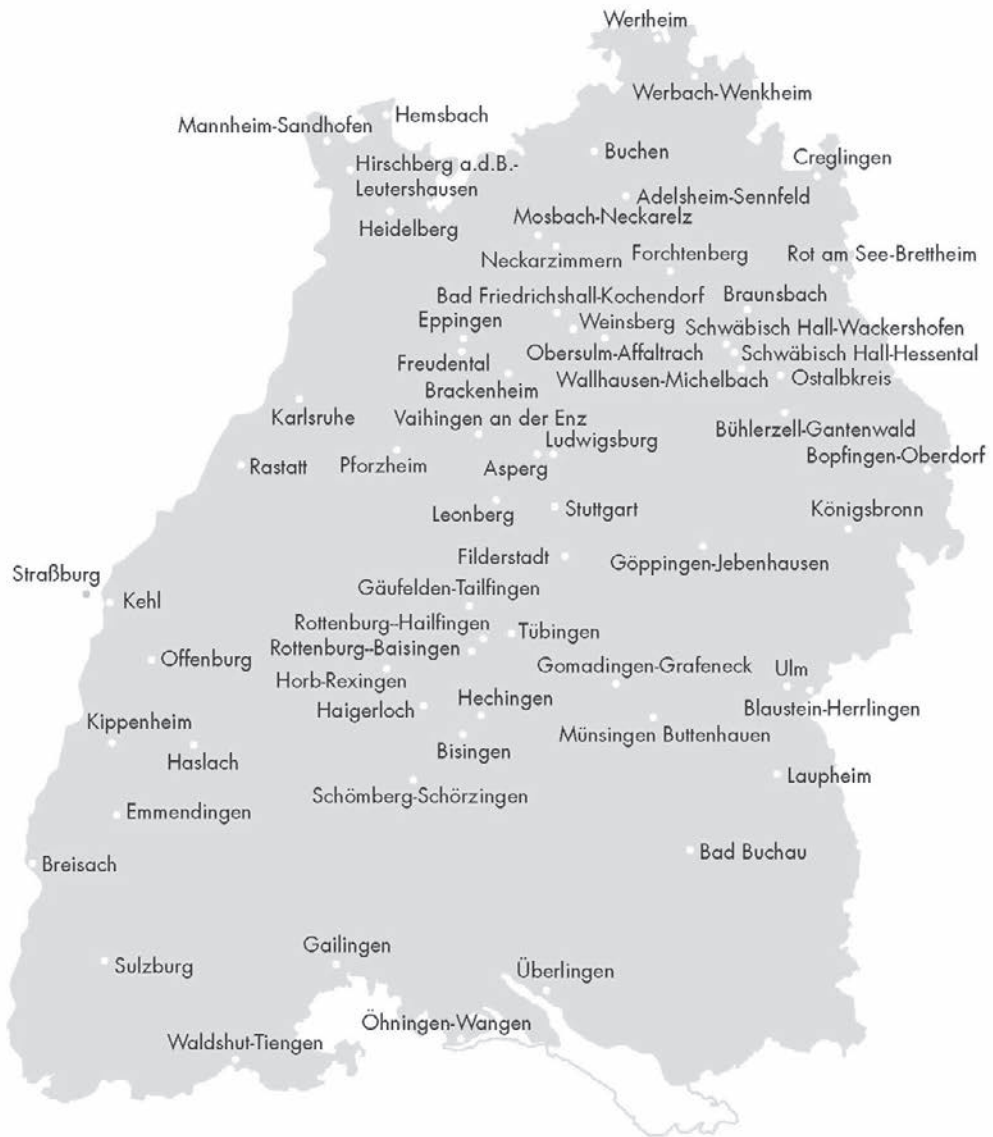 Wertheim
Werbach-Wenkheim
Hemsbach
Mannheim-Sandhofen
Buchen
Creglingen
Hirschberg a.d.B.-
Leutershausen
Adelsheim-Sennfeld
Mosbach-Neckarelz
Heidelberg
Neckarzimmern
Forchtenberg
Rot am See-Brettheim
Bad Friedrichshall-Kochendorf
Braunsbach
Eppingen
Weinsberg
Schwäbisch Hall-Wackershofen
Freudental
Obersulm-Affaltrach
Schwäbisch Hall-Hessental
Brackenheim
Wallhausen-Michelbach
Ostalbkreis
Karlsruhe
Vaihingen an der Enz
Ludwigsburg
Bühlerzell-Gantenwald
Bopfingen-Oberdorf
Rastatt
Pforzheim
Asperg
Leonberg
Stuttgart
Königsbronn
Filderstadt
Göppingen-Jebenhausen
Straßburg
Kehl
Gäufelden-Tailfingen
Rottenburg-Hailfingen
Tübingen
Rottenburg-Baisingen
Offenburg
Gomadingen-Grafeneck
Ulm
Horb-Rexingen
Hechingen
Haigerloch
Blaustein-Herrlingen
Kippenheim
Münsingen Buttenhauen
Bisingen
Haslach
Laupheim
Schömberg-Schörzingen
Emmendingen
Bad Buchau
Breisach
Gailingen
Sulzburg
Überlingen
Öhningen-Wangen
Waldshut-Tiengen